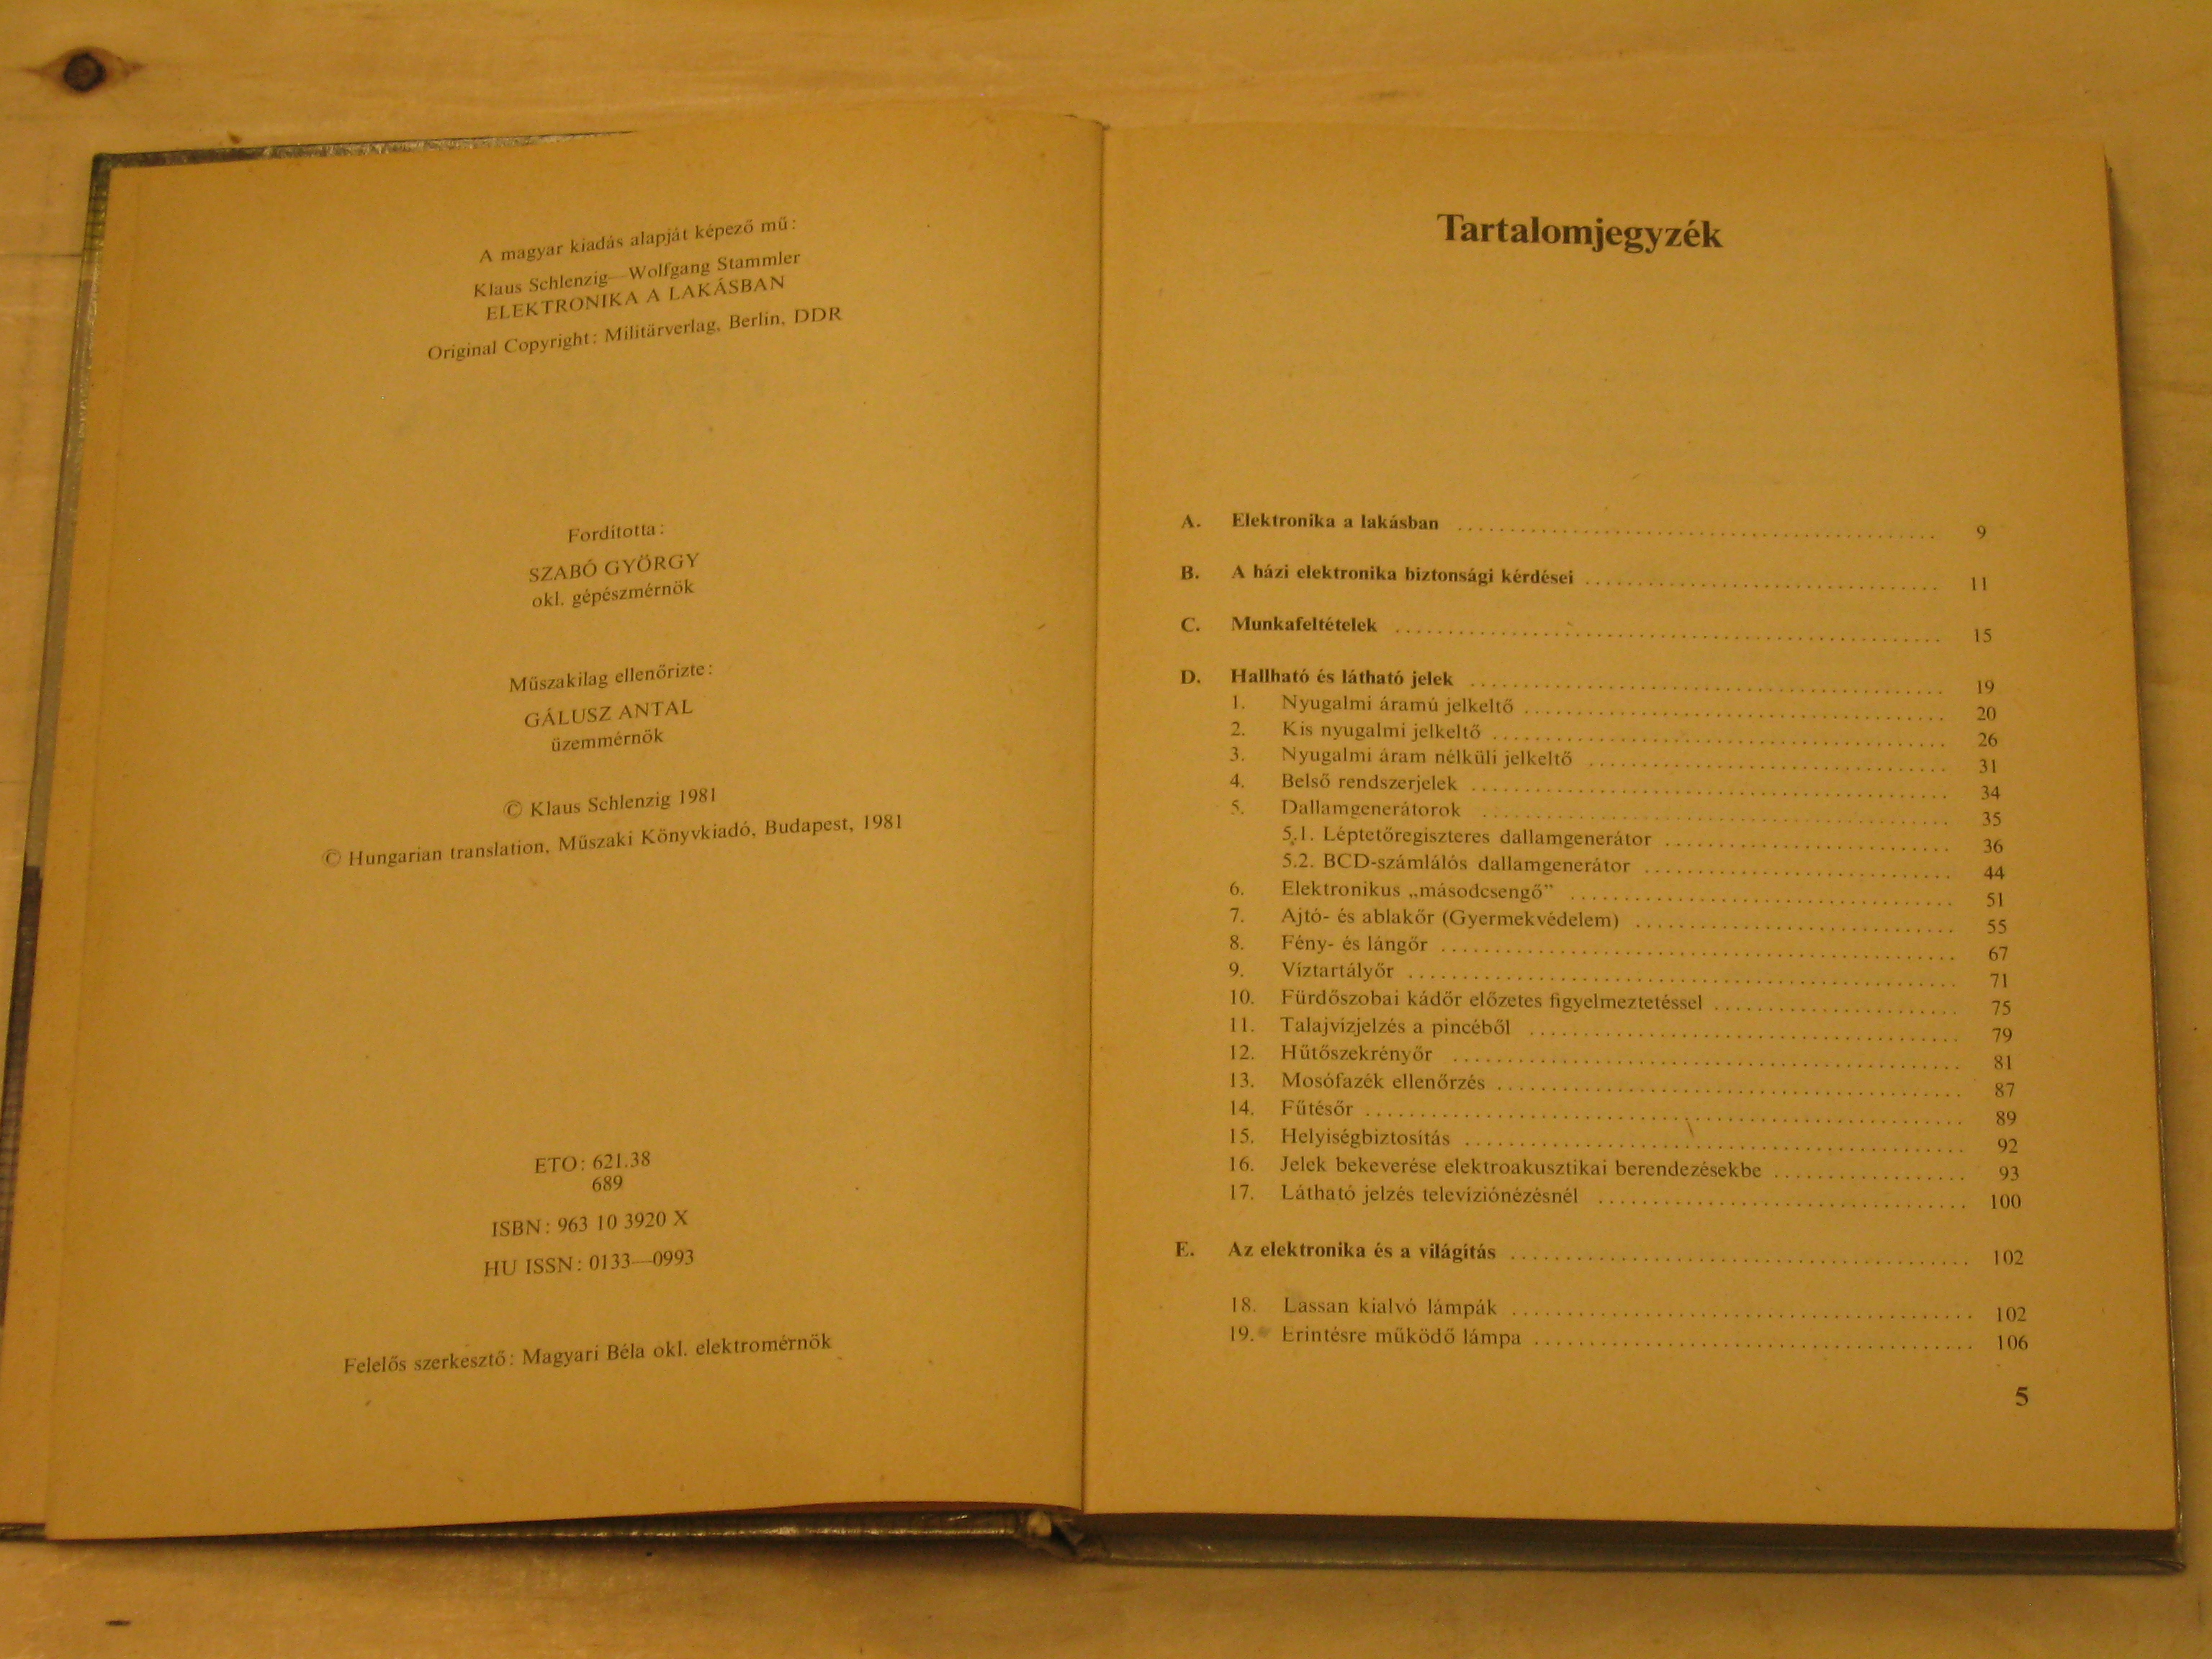 A magyar kiadás alapját képező mű:
Klaus Schlenzig—Wolfgang Stammler
ELEKTRONIKA A LAKÁSBAN
Original Copyright: Militärverlag, Berlin, DDR
Fordította:
SZABÓ GYÖRGY
okl. gépészmérnök
Műszakilag ellenőrizte:
GÁLUSZ ANTAL
üzemmérnök
© Klaus Schlenzig 1981
© Hungarian translation, Műszaki Könyvkiadó, Budapest, 1981
ETO: 621.38
689
ISBN: 963 10 3920 X
HU ISSN: 0133—0993
Felelős szerkesztő: Magyari Béla okl. elektromérnök
Tartalomjegyzék
A. Elektronika a lakásban 9
B. A házi elektronika biztonsági kérdései 11
C. Munkafeltételek 15
D. Hallható és látható jelek 19
1. Nyugalmi áramú jelkeltő 20
2. Kis nyugalmi jelkeltő 26
3. Nyugalmi áram nélküli jelkeltő 31
4. Belső rendszerjelek 34
5. Dallamgenerátorok 35
5.1. Léptetőregiszteres dallamgenerátor 36
5.2. BCD-számlálós dallamgenerátor 44
6. Elektronikus „másodcsengő” 51
7. Ajtó- és ablakőr (Gyermekvédelem) 55
8. Fény- és lángőr 67
9. Víztartályőr 71
10. Fürdőszobai kádőr előzetes figyelmeztetéssel 75
11. Talajvízjelzés a pincéből 79
12. Hűtőszekrényőr 81
13. Mosófazék ellenőrzés 87
14. Fűtésőr 89
15. Helyiségbiztosítás 92
16. Jelek bekeverése elektroakusztikai berendezésekbe 93
17. Látható jelzés televíziónézésnél 100
E. Az elektronika és a világítás 102
18. Lassan kialvó lámpák 102
19. Érintésre működő lámpa 106
5